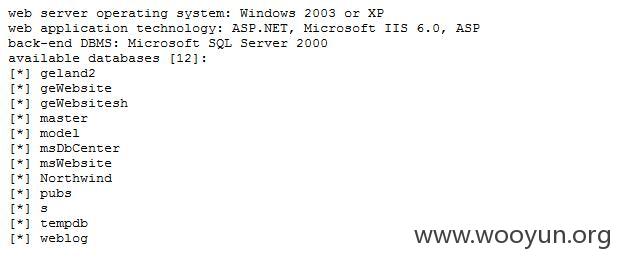 web server operating system: Windows 2003 or XP
web application technology: ASP.NET, Microsoft IIS 6.0, ASP
back-end DBMS: Microsoft SQL Server 2000
available databases [12]:
[*] geland2
[*] geWebsite
[*] geWebsitesh
[*] master
[*] model
[*] msDbCenter
[*] msWebsite
[*] Northwind
[*] pubs
[*] s
[*] tempdb
[*] weblog
www.wooyun.org